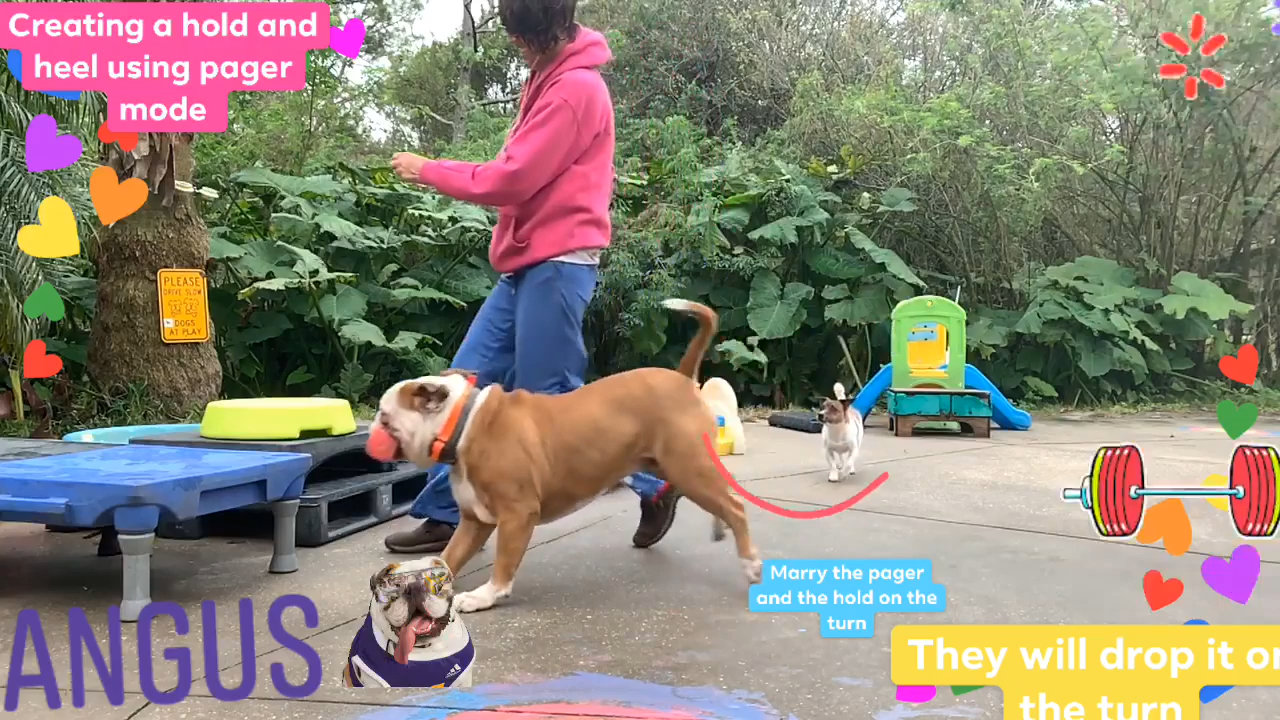 Creating a hold and
heel using pager
mode
PLEASE
DRIVE SLOW
DOGS
AT PLAY
Marry the pager
and the hold on the
turn
ANGUS
They will drop it on
the turn